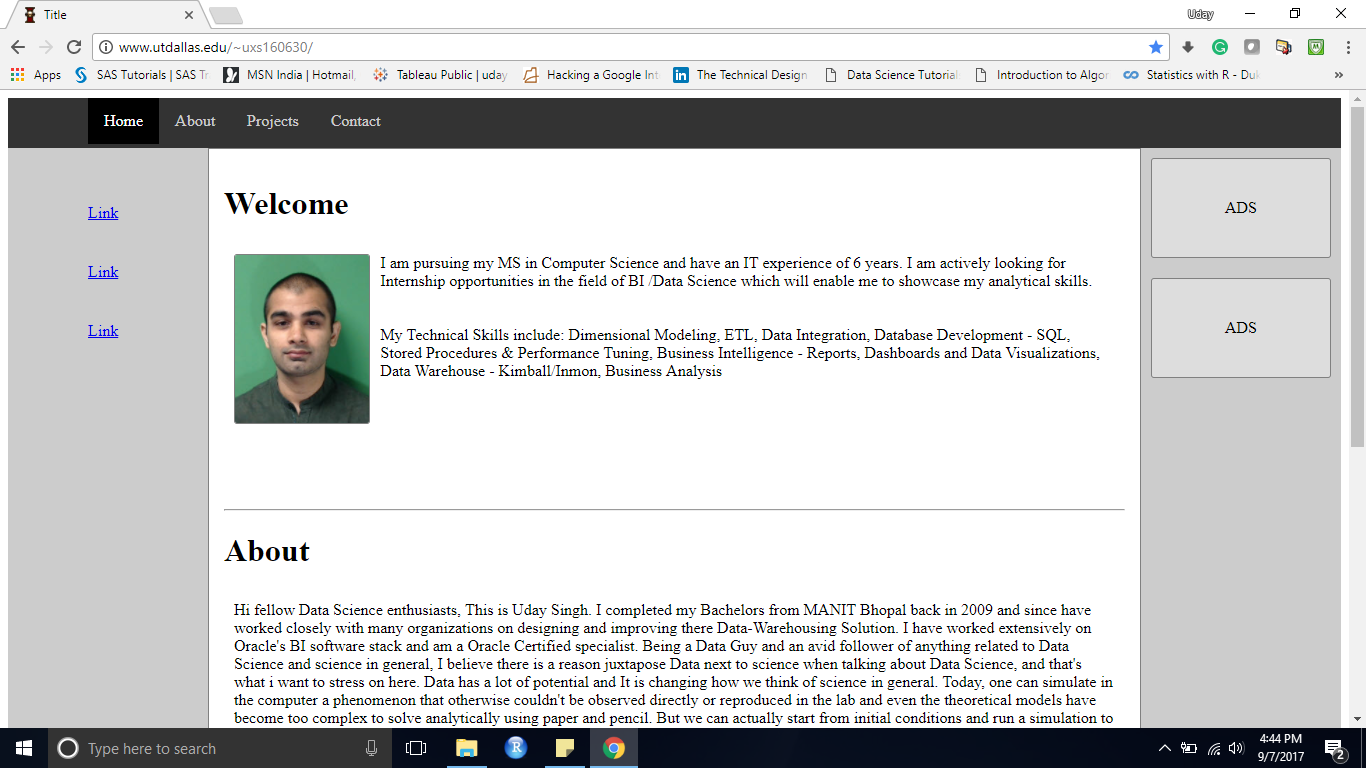 Title
Uday
www.utdallas.edu/~uxs160630/
Apps
SAS Tutorials | SAS Tr
MSN India | Hotmail,
Tableau Public | uday
Hacking a Google Int
The Technical Design
Data Science Tutorial
Introduction to Algor
Statistics with R - Duk
»
Home
About
Projects
Contact
Link
Link
Link
Welcome
I am pursuing my MS in Computer Science and have an IT experience of 6 years. I am actively looking for
Internship opportunities in the field of BI /Data Science which will enable me to showcase my analytical skills.
My Technical Skills include: Dimensional Modeling, ETL, Data Integration, Database Development - SQL,
Stored Procedures & Performance Tuning, Business Intelligence - Reports, Dashboards and Data Visualizations,
Data Warehouse - Kimball/Inmon, Business Analysis
ADS
ADS
About
Hi fellow Data Science enthusiasts, This is Uday Singh. I completed my Bachelors from MANIT Bhopal back in 2009 and since have
worked closely with many organizations on designing and improving there Data-Warehousing Solution. I have worked extensively on
Oracle's BI software stack and am a Oracle Certified specialist. Being a Data Guy and an avid follower of anything related to Data
Science and science in general, I believe there is a reason juxtapose Data next to science when talking about Data Science, and that's
what i want to stress on here. Data has a lot of potential and It is changing how we think of science in general. Today, one can simulate in
the computer a phenomenon that otherwise couldn't be observed directly or reproduced in the lab and even the theoretical models have
become too complex to solve analytically using paper and pencil. But we can actually start from initial conditions and run a simulation to
Type here to search
R
4:44 PM
9/7/2017
2